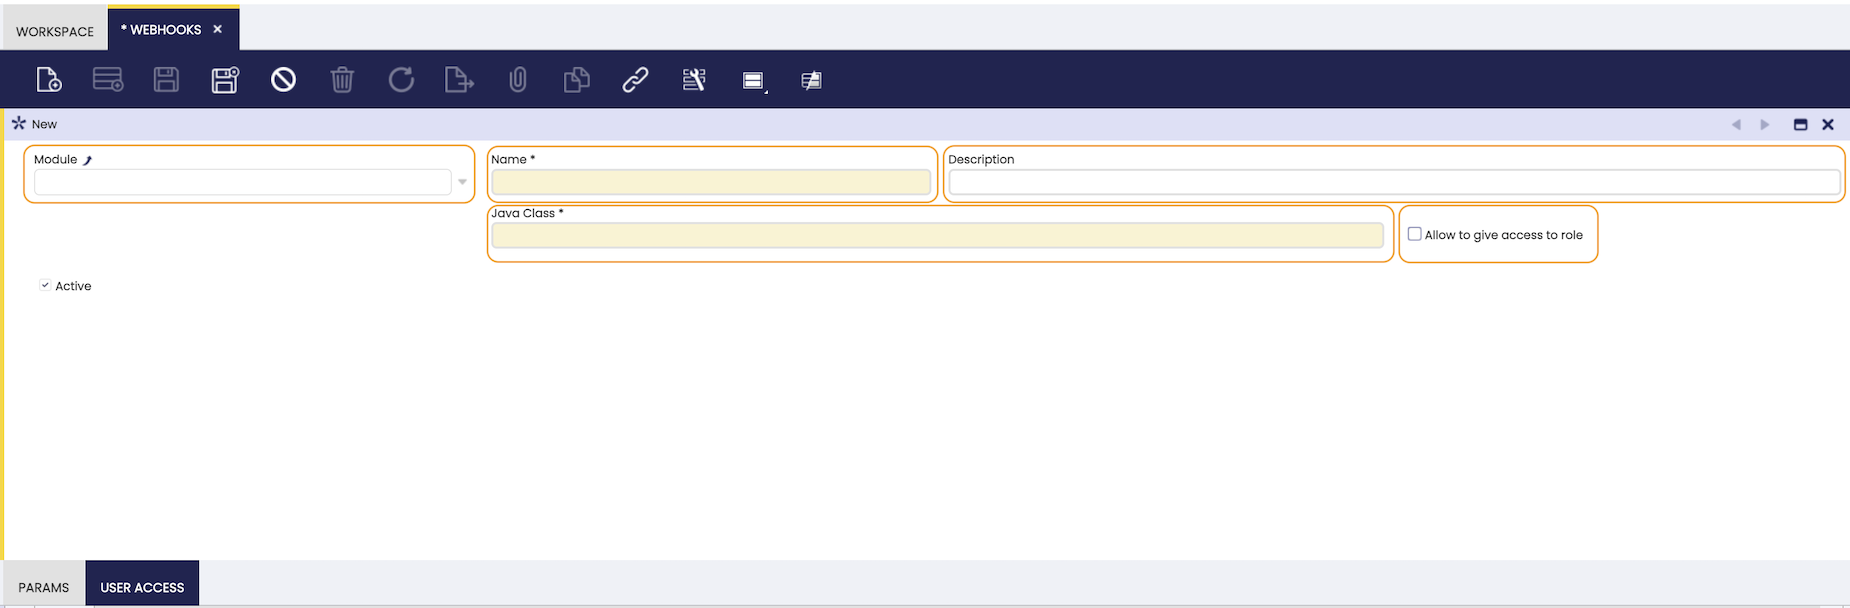 WORKSPACE
* WEBHOOKS
New
Module
Name *
Description
Java Class *
Allow to give access to role
Active
PARAMS
USER ACCESS